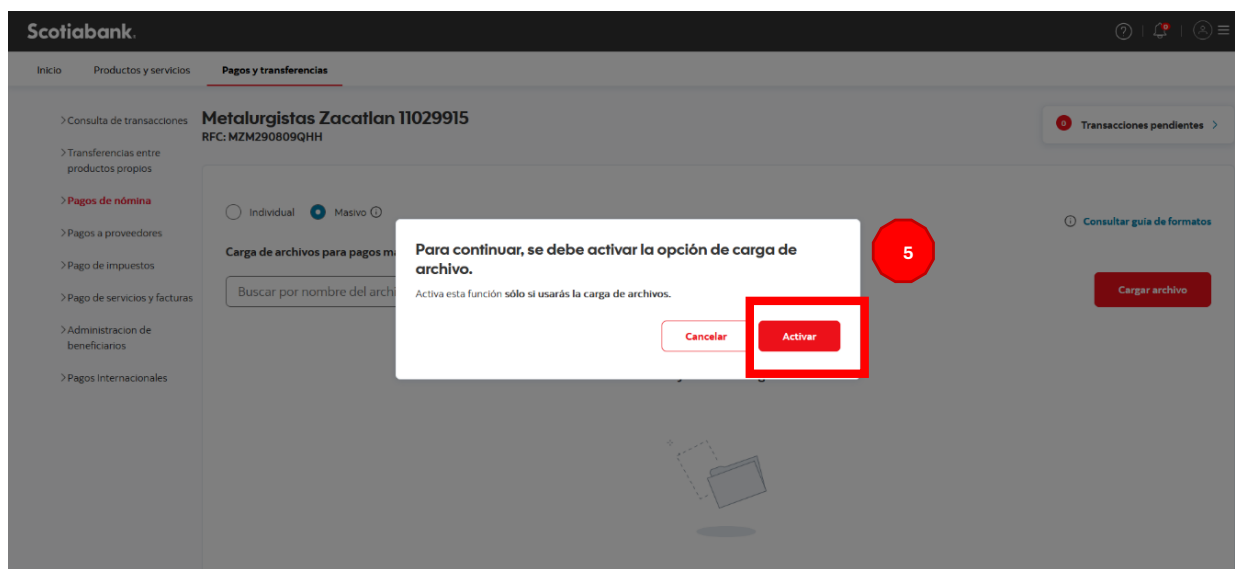 Scotiabank.
Inicio Productos y servicios Pagos y transferencias
Consulta de transacciones
Transferencias entre
productos propios
Pagos de nómina
Pagos a proveedores
Pago de impuestos
Pago de servicios y facturas
Administracion de
beneficiarios
Pagos Internacionales
Metalurgistas Zacatlan 11029915
RFC: MZM290809QHH
0 Transacciones pendientes
Individual Masivo
Consultar guía de formatos
Carga de archivos para pagos
Buscar por nombre del
Cargar archivo
Para continuar, se debe activar la opción de carga de
archivo.
Activa esta función sólo si usarás la carga de archivos.
Cancelar Activar
5